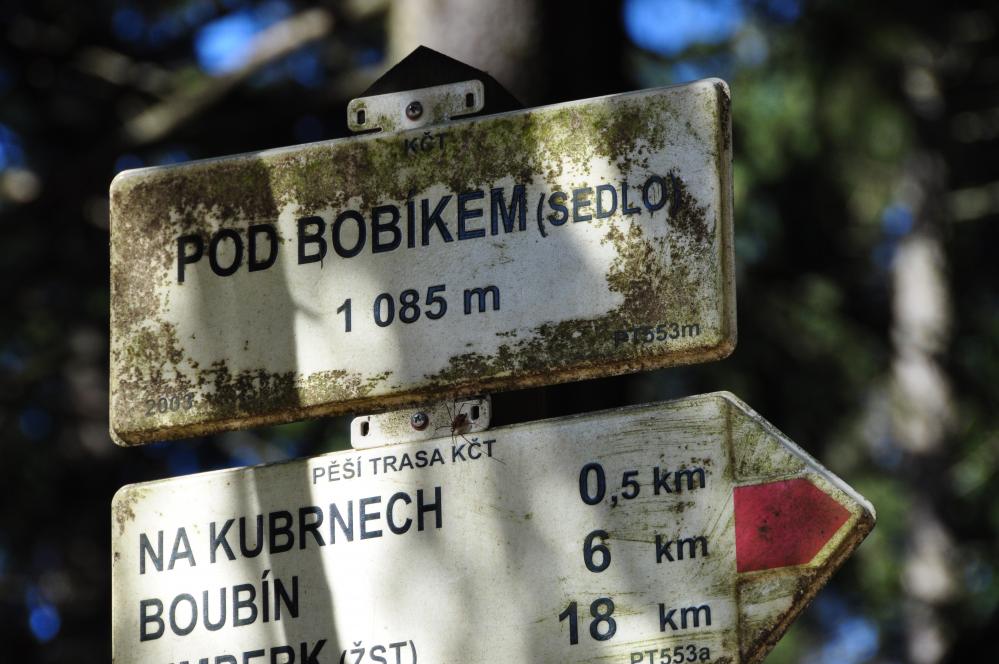 KČT
POD BOBÍKEM (SEDLO)
1 085 m
PT553m
2003
PĚŠÍ TRASA KČT
NA KUBRNECH 0,5 km
BOUBÍN 6 km
VIMPERK (ŽST) 18 km
PT553a